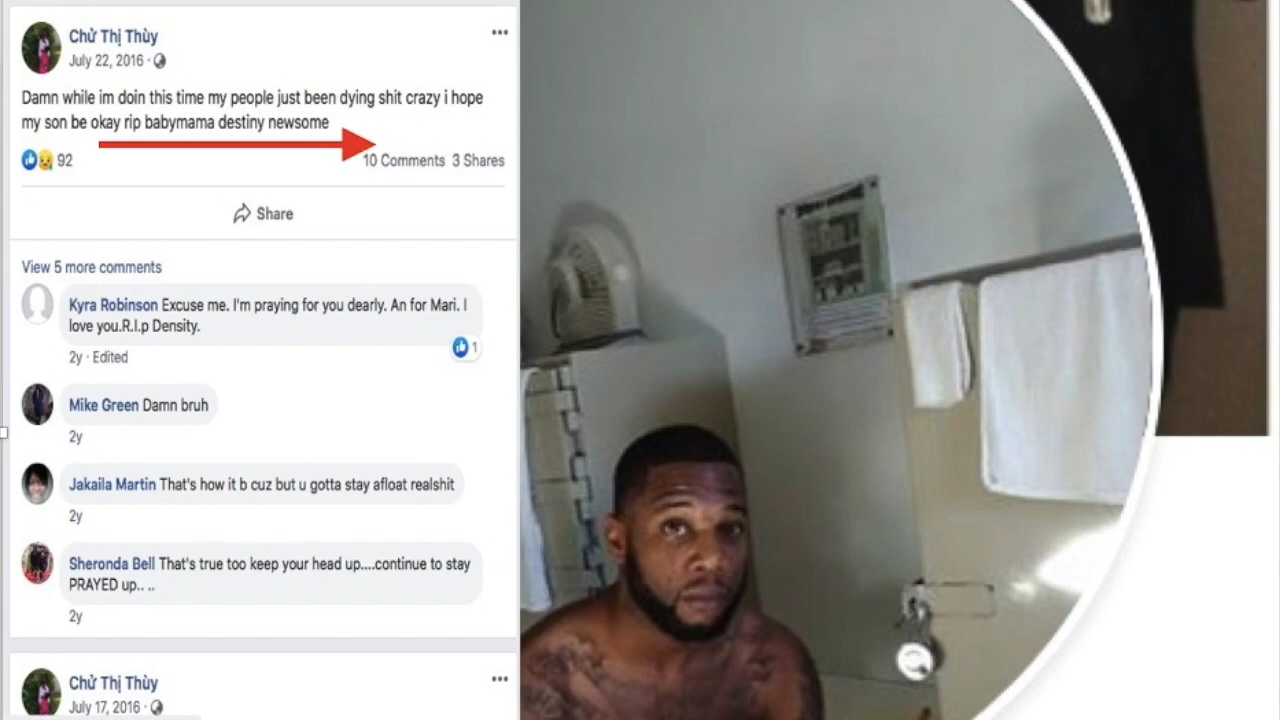 Chử Thị Thùy
July 22, 2016 ·
Damn while im doin this time my people just been dying shit crazy i hope
my son be okay rip babymama destiny newsome
92
10 Comments 3 Shares
Share
View 5 more comments
Kyra Robinson Excuse me. I'm praying for you dearly. An for Mari. I
love you.R.I.p Density.
1
2y · Edited
Mike Green Damn bruh
2y
Jakaila Martin That's how it b cuz but u gotta stay afloat realshit
2y
Sheronda Bell That's true too keep your head up....continue to stay
PRAYED up.. ..
2y
Chử Thị Thùy
July 17, 2016 ·